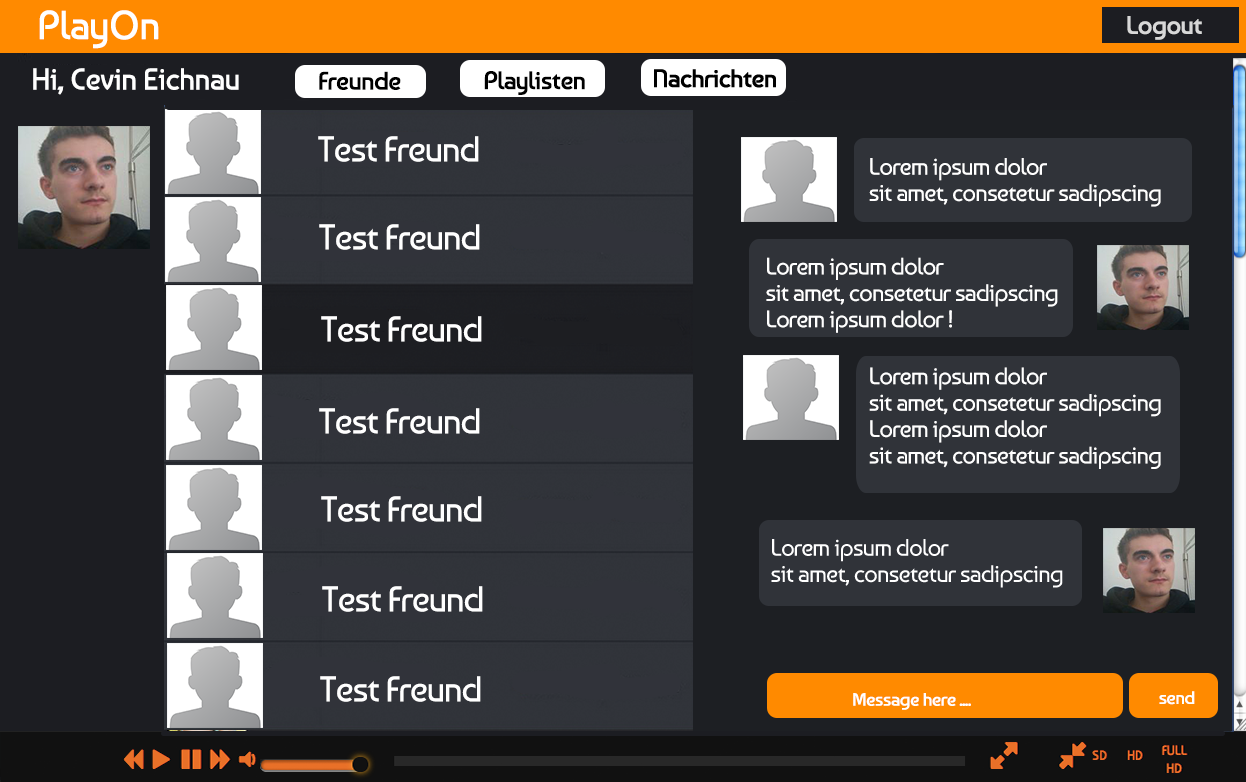 PlayOn
Logout
Hi, Cevin Eichnau
Freunde
Playlisten
Nachrichten
Test Freund
Test Freund
Test Freund
Test Freund
Test Freund
Test Freund
Test Freund
Lorem ipsum dolor
sit amet, consetetur sadipscing
Lorem ipsum dolor
sit amet, consetetur sadipscing
Lorem ipsum dolor !
Lorem ipsum dolor
sit amet, consetetur sadipscing
Lorem ipsum dolor
sit amet, consetetur sadipscing
Lorem ipsum dolor
sit amet, consetetur sadipscing
Message here ....
send
SD
HD
FULL
HD